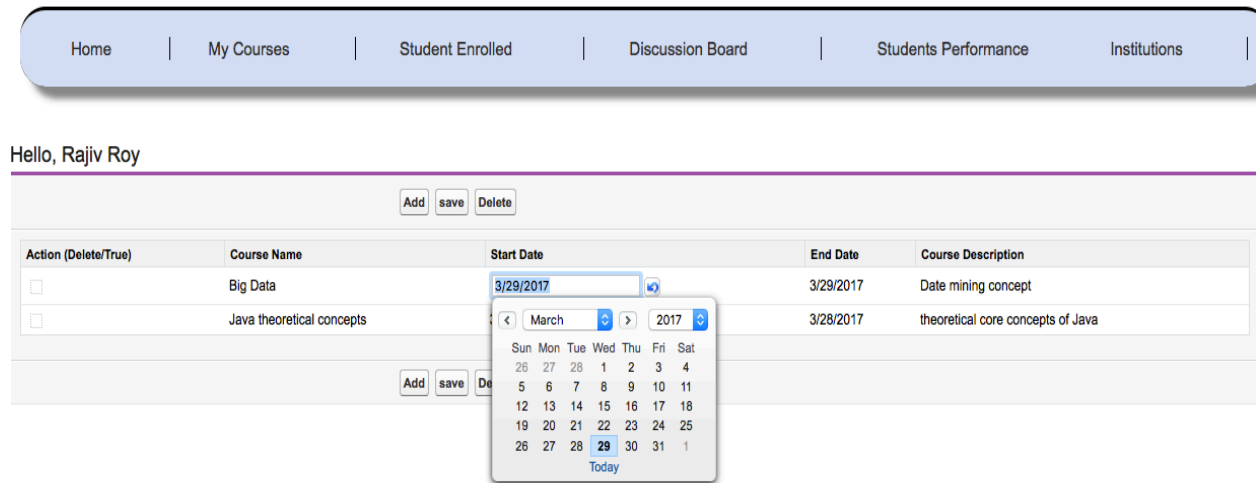 Home My Courses Student Enrolled Discussion Board Students Performance Institutions
Hello, Rajiv Roy
Add save Delete
Action (Delete/True) Course Name Start Date End Date Course Description
Big Data 3/29/2017 3/29/2017 Date mining concept
Java theoretical concepts 3/28/2017 theoretical core concepts of Java
March 2017
Sun Mon Tue Wed Thu Fri Sat
26 27 28 1 2 3 4
5 6 7 8 9 10 11
12 13 14 15 16 17 18
19 20 21 22 23 24 25
26 27 28 29 30 31 1
Today
Add save De